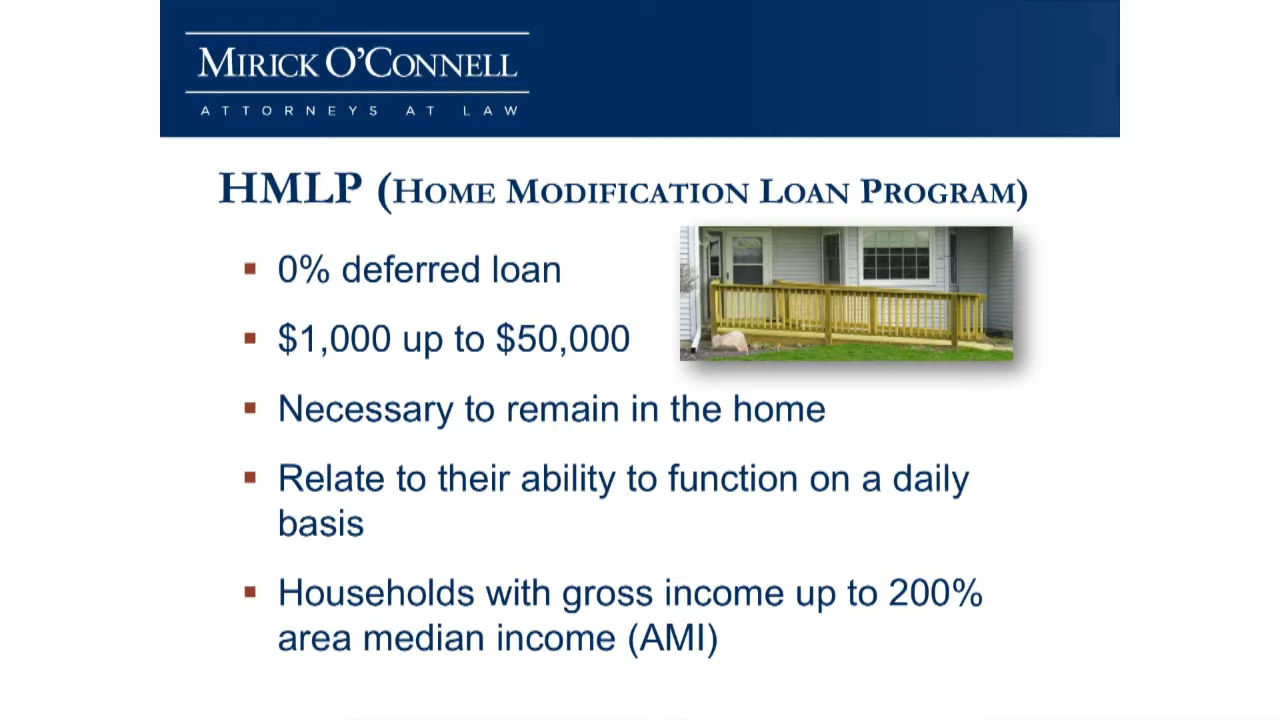 MIRICK O'CONNELL
ATTORNEYS AT LAW
HMLP (HOME MODIFICATION LOAN PROGRAM)
▪ 0% deferred loan
▪ $1,000 up to $50,000
▪ Necessary to remain in the home
▪ Relate to their ability to function on a daily
basis
▪ Households with gross income up to 200%
area median income (AMI)